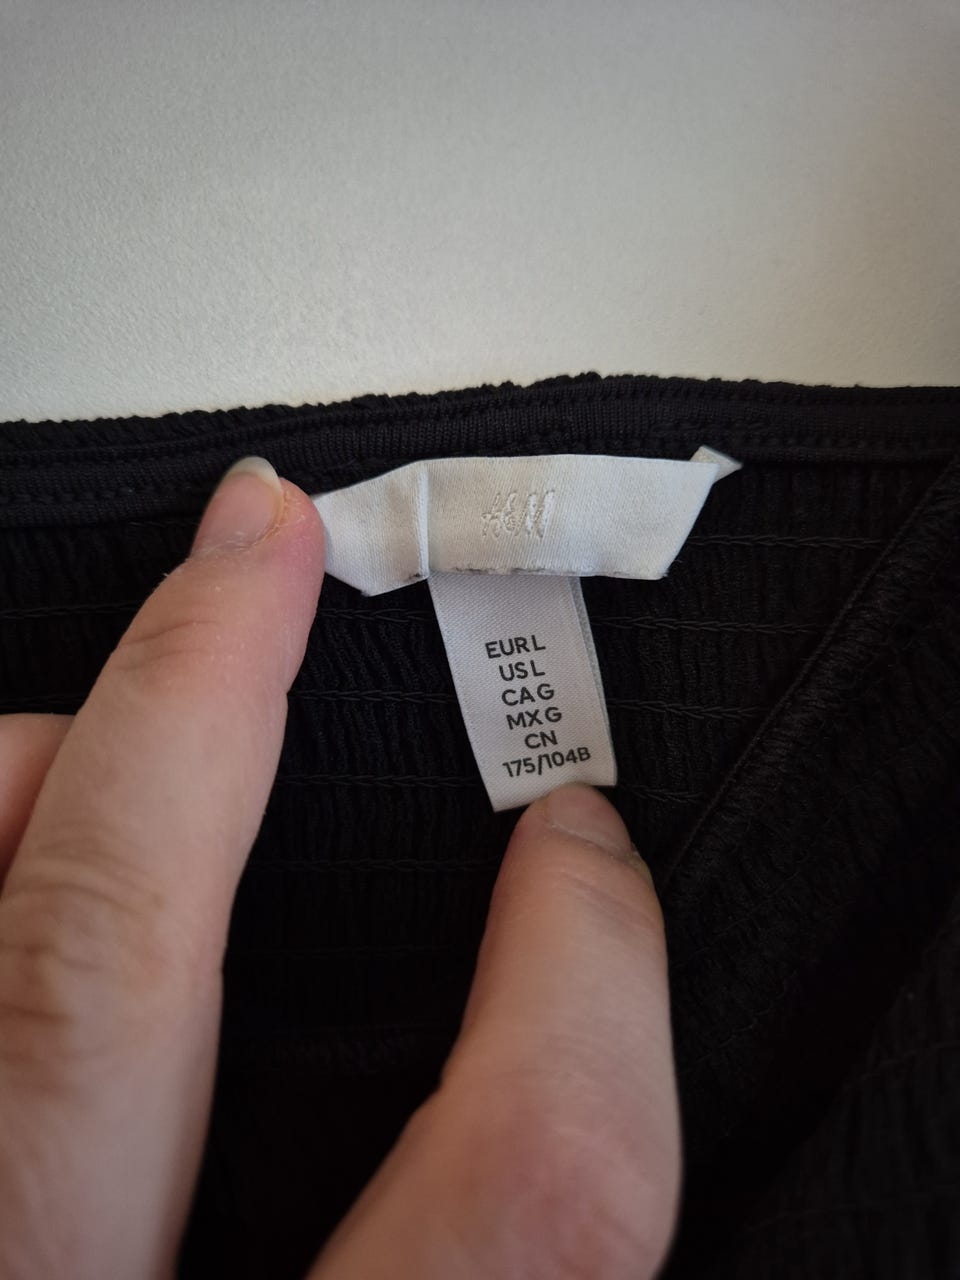 H&M
EUR L
US L
CA G
MX G
CN
175/104B